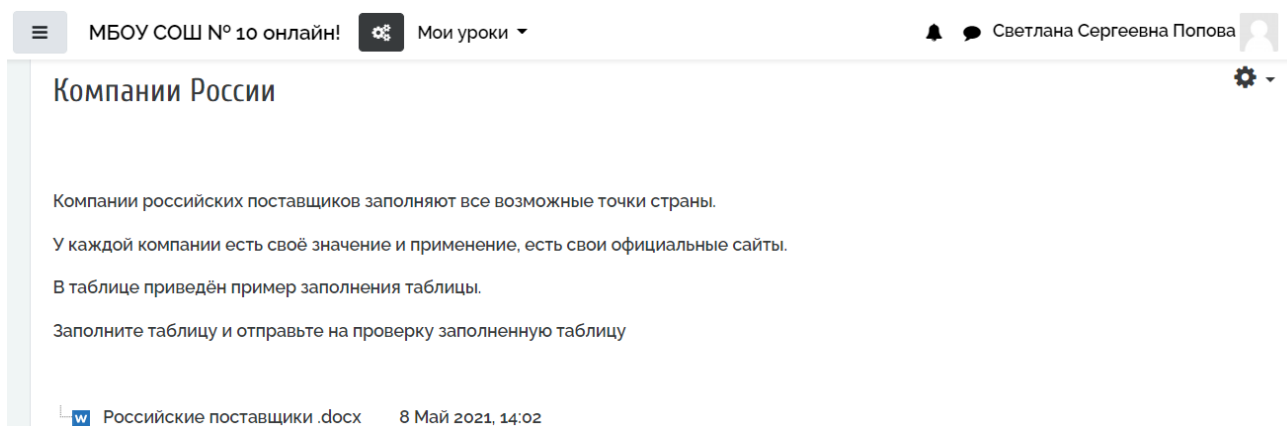 МБОУ СОШ № 10 онлайн! Мои уроки Светлана Сергеевна Попова
Компании России
Компании российских поставщиков заполняют все возможные точки страны.
У каждой компании есть своё значение и применение, есть свои официальные сайты.
В таблице приведён пример заполнения таблицы.
Заполните таблицу и отправьте на проверку заполненную таблицу
W Российские поставщики .docx 8 Май 2021, 14:02